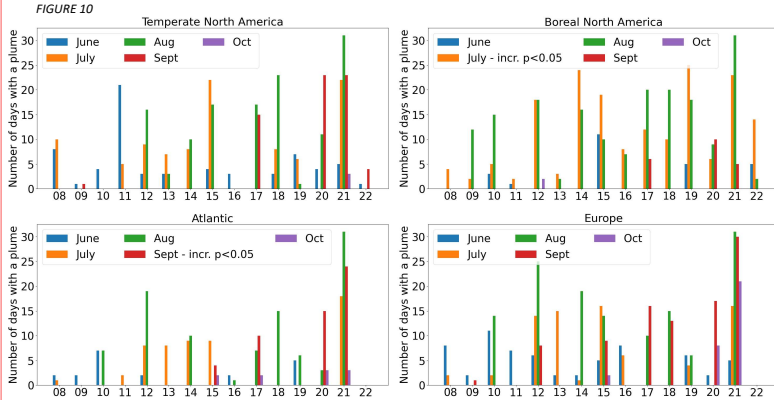 FIGURE 10
Temperate North America
Number of days with a plume
30
25
20
15
10
5
0
June
July
Aug
Sept
Oct
08 09 10 11 12 13 14 15 16 17 18 19 20 21 22
Boreal North America
Number of days with a plume
30
25
20
15
10
5
0
June
July - incr. p<0.05
Aug
Sept
Oct
08 09 10 11 12 13 14 15 16 17 18 19 20 21 22
Atlantic
Number of days with a plume
30
25
20
15
10
5
0
June
July
Aug
Sept - incr. p<0.05
Oct
08 09 10 11 12 13 14 15 16 17 18 19 20 21 22
Europe
Number of days with a plume
30
25
20
15
10
5
0
June
July
Aug
Sept
Oct
08 09 10 11 12 13 14 15 16 17 18 19 20 21 22